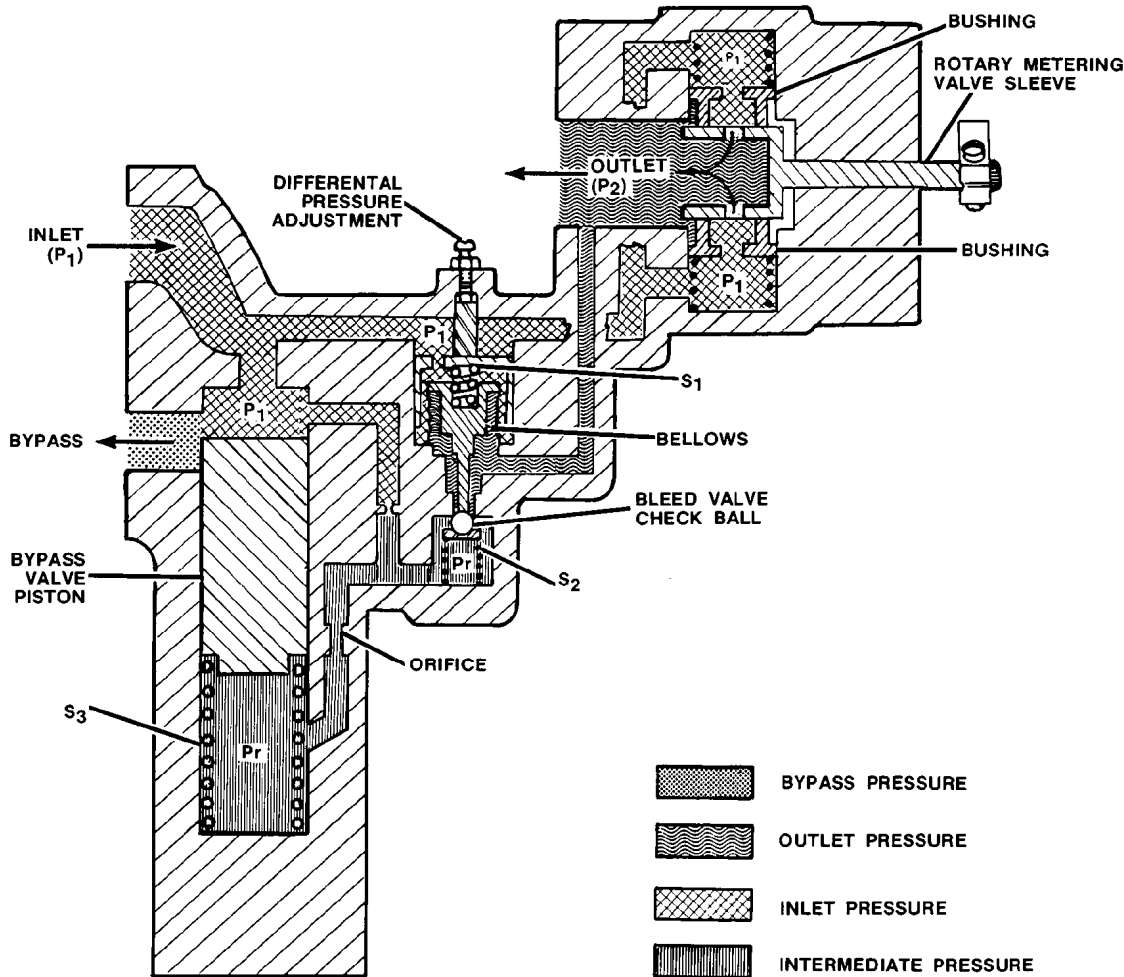 BUSHING
ROTARY METERING
VALVE SLEEVE
P1
OUTLET
(P2)
DIFFERENTAL
PRESSURE
ADJUSTMENT
INLET
(P1)
BUSHING
P1
P1
S1
P1
BYPASS
BELLOWS
BLEED VALVE
CHECK BALL
Pr
S2
BYPASS
VALVE
PISTON
ORIFICE
S3
Pr
BYPASS PRESSURE
OUTLET PRESSURE
INLET PRESSURE
INTERMEDIATE PRESSURE